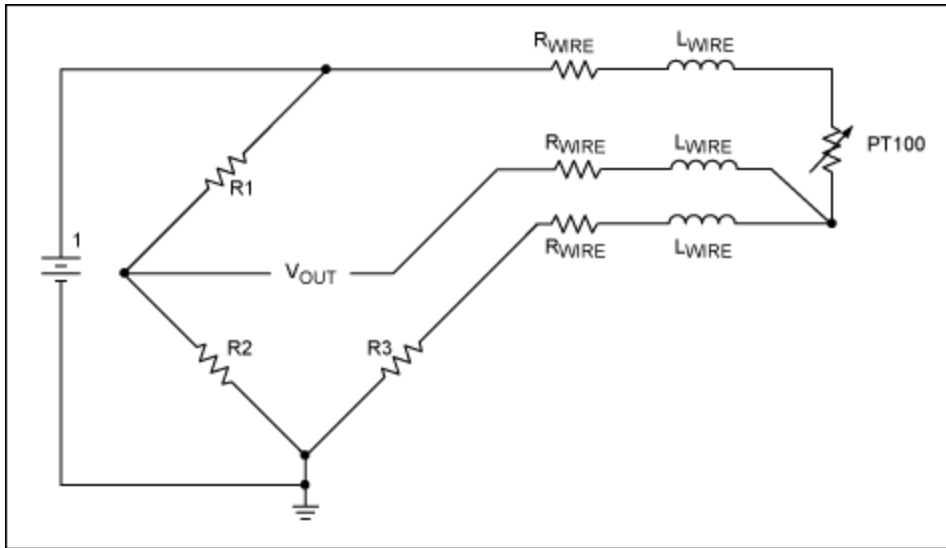 RWIRE LWIRE
PT100
RWIRE LWIRE
R1
RWIRE LWIRE
1
VOUT
R2
R3